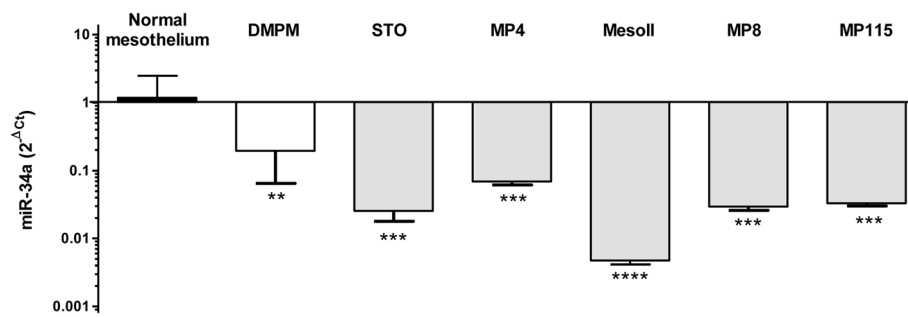 Normal
mesothelium
DMPM
STO
MP4
MesoII
MP8
MP115
10
1
0.1
0.01
0.001
miR-34a (2^-ΔCt)
**
***
***
****
***
***